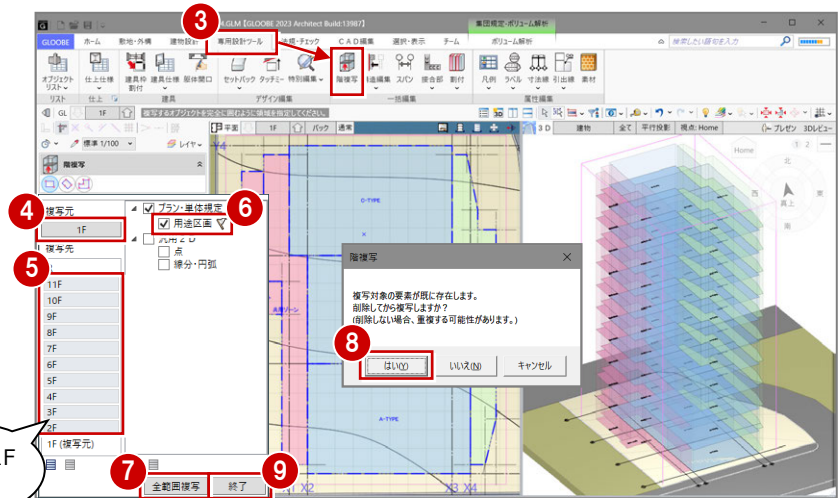 .GLM【GLOOBE 2023 Architect Build:13987】
集団規定-ボリューム解析
3
GLOOBE
ホーム
敷地・外構
建物設計
専用設計ツール
法規・チェック
ＣＡＤ編集
選択・表示
チーム
ボリューム解析
検索したい語句を入力
オブジェクト
リスト
仕上仕様
建具枠
割付
建具仕様
躯体開口
セットバック
タッチミー
特別編集
階複写
構造編集
スパン
接合部
割付
凡例
ラベル
寸法線
引出線
素材
リスト
仕上
建具
デザイン編集
一括編集
属性編集
GL
1F
複写するオブジェクトを完全に囲むように領域を指定してください。
標準 1/100
レイヤ
平面
1F
バック
通常
3 D
建物
全て
平行投影
視点: Home
プレゼン
3Dレビュー
階複写
Y4
Home
1
2
北
西
東
真上
南
4
複写元
1F
プラン・単体規定
6
用途区画
汎用２Ｄ
点
線分・円弧
複写先
5
11F
10F
9F
8F
7F
6F
5F
4F
3F
2F
1F (複写元)
F
C-TYPE
A-TYPE
階複写
複写対象の要素が既に存在します。
削除してから複写しますか？
(削除しない場合、重複する可能性があります。)
8
はい(Y)
いいえ(N)
キャンセル
7
全範囲複写
終了
9
X1 X2
X3 X4